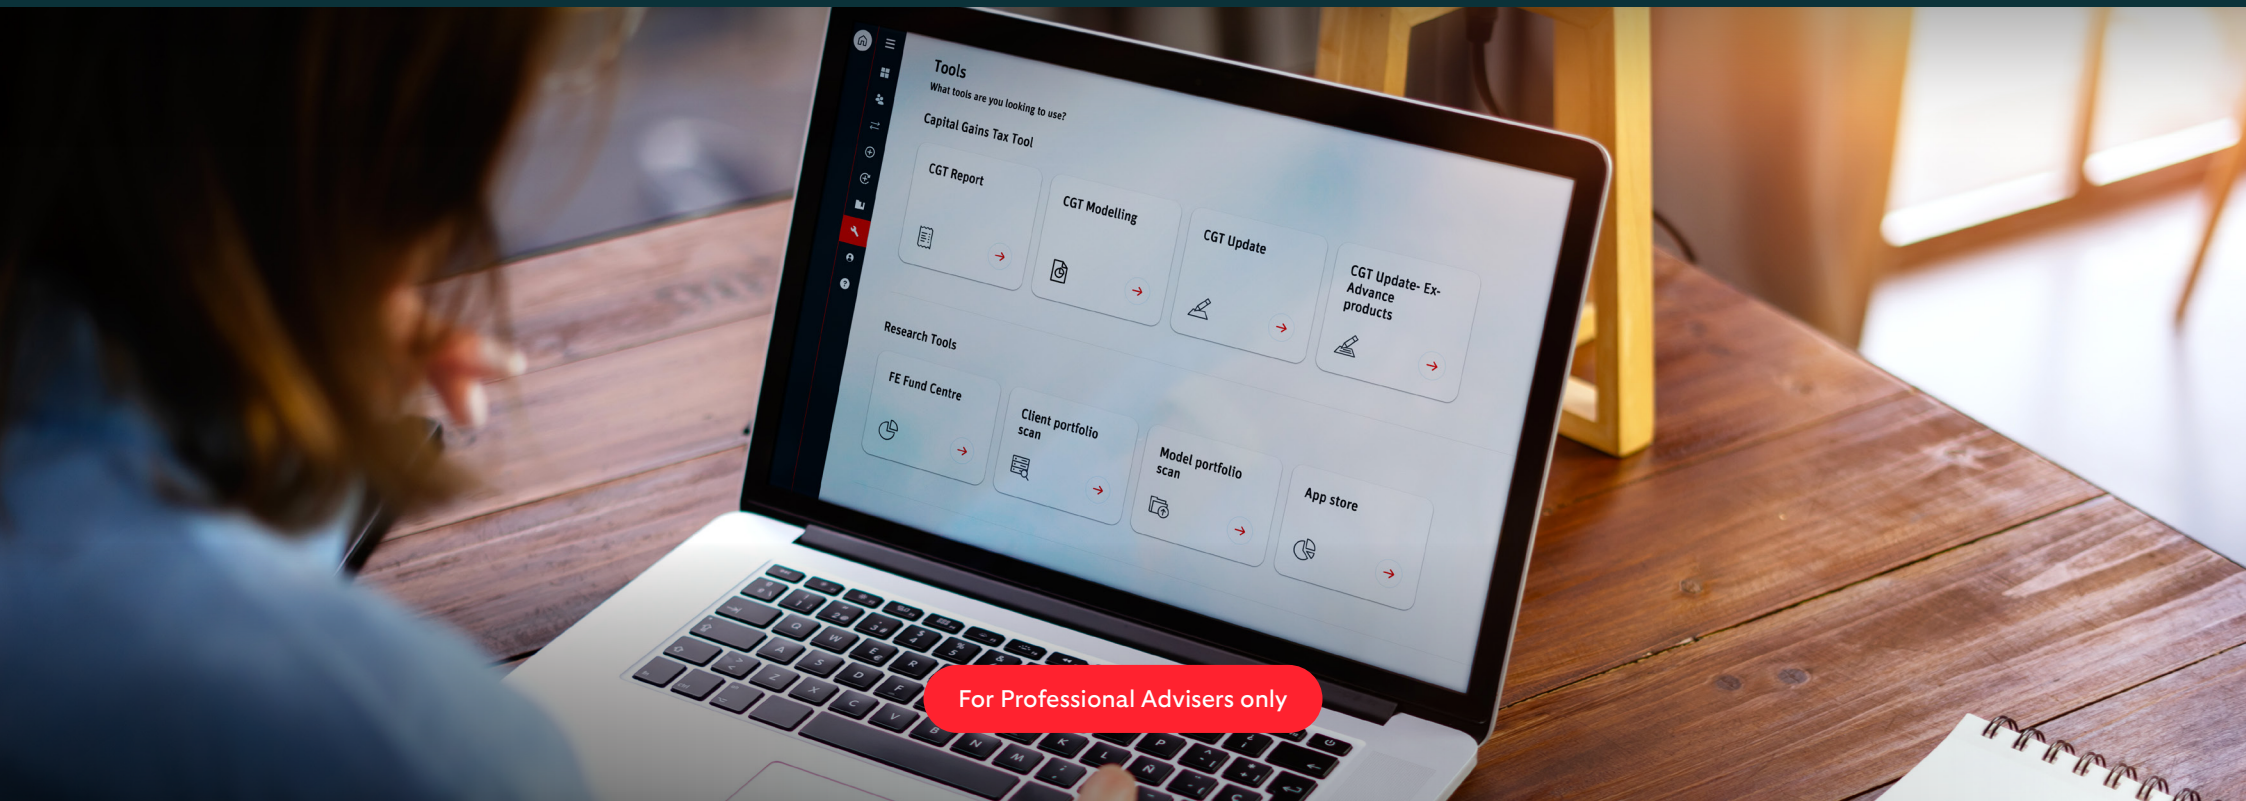 Tools
What tools are you looking to use?
Capital Gains Tax Tool
CGT Report
CGT Modelling
CGT Update
CGT Update- Ex-
Advance
products
Research Tools
FE Fund Centre
Client portfolio
scan
Model portfolio
scan
App store
For Professional Advisers only